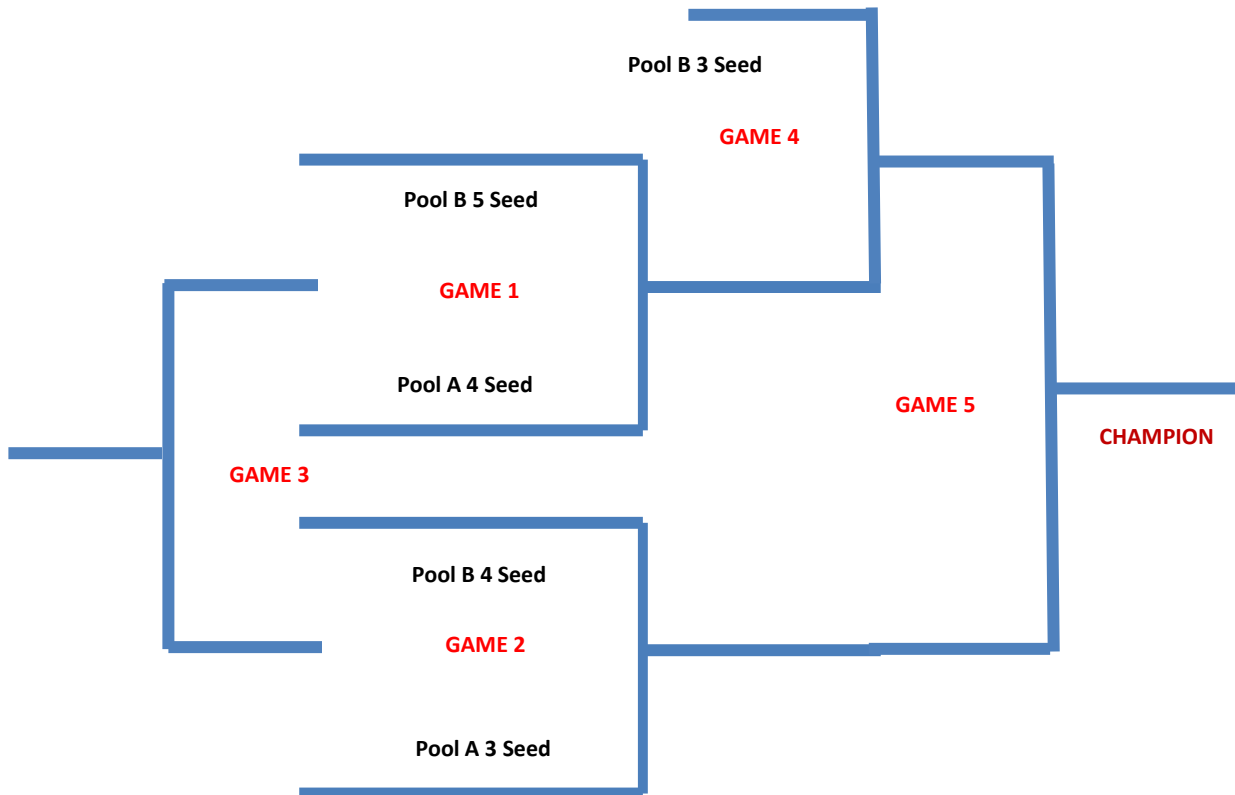 Pool B 3 Seed
GAME 4
Pool B 5 Seed
GAME 1
Pool A 4 Seed
GAME 5
CHAMPION
GAME 3
Pool B 4 Seed
GAME 2
Pool A 3 Seed